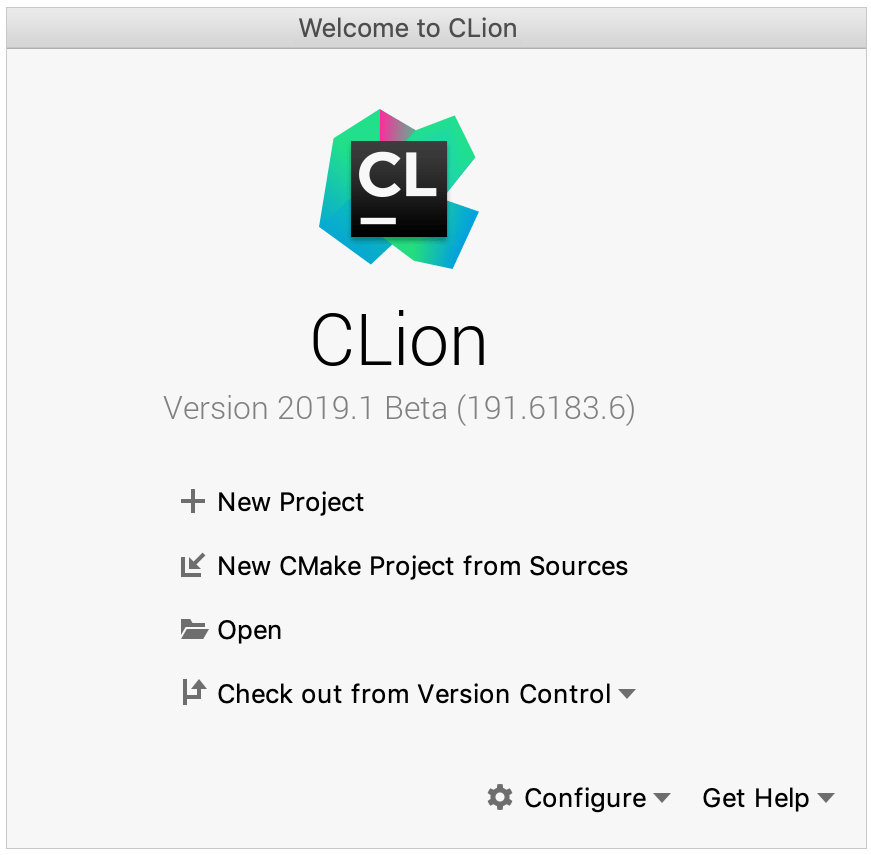 Welcome to CLion
CL
CLion
Version 2019.1 Beta (191.6183.6)
New Project
New CMake Project from Sources
Open
Check out from Version Control
Configure Get Help